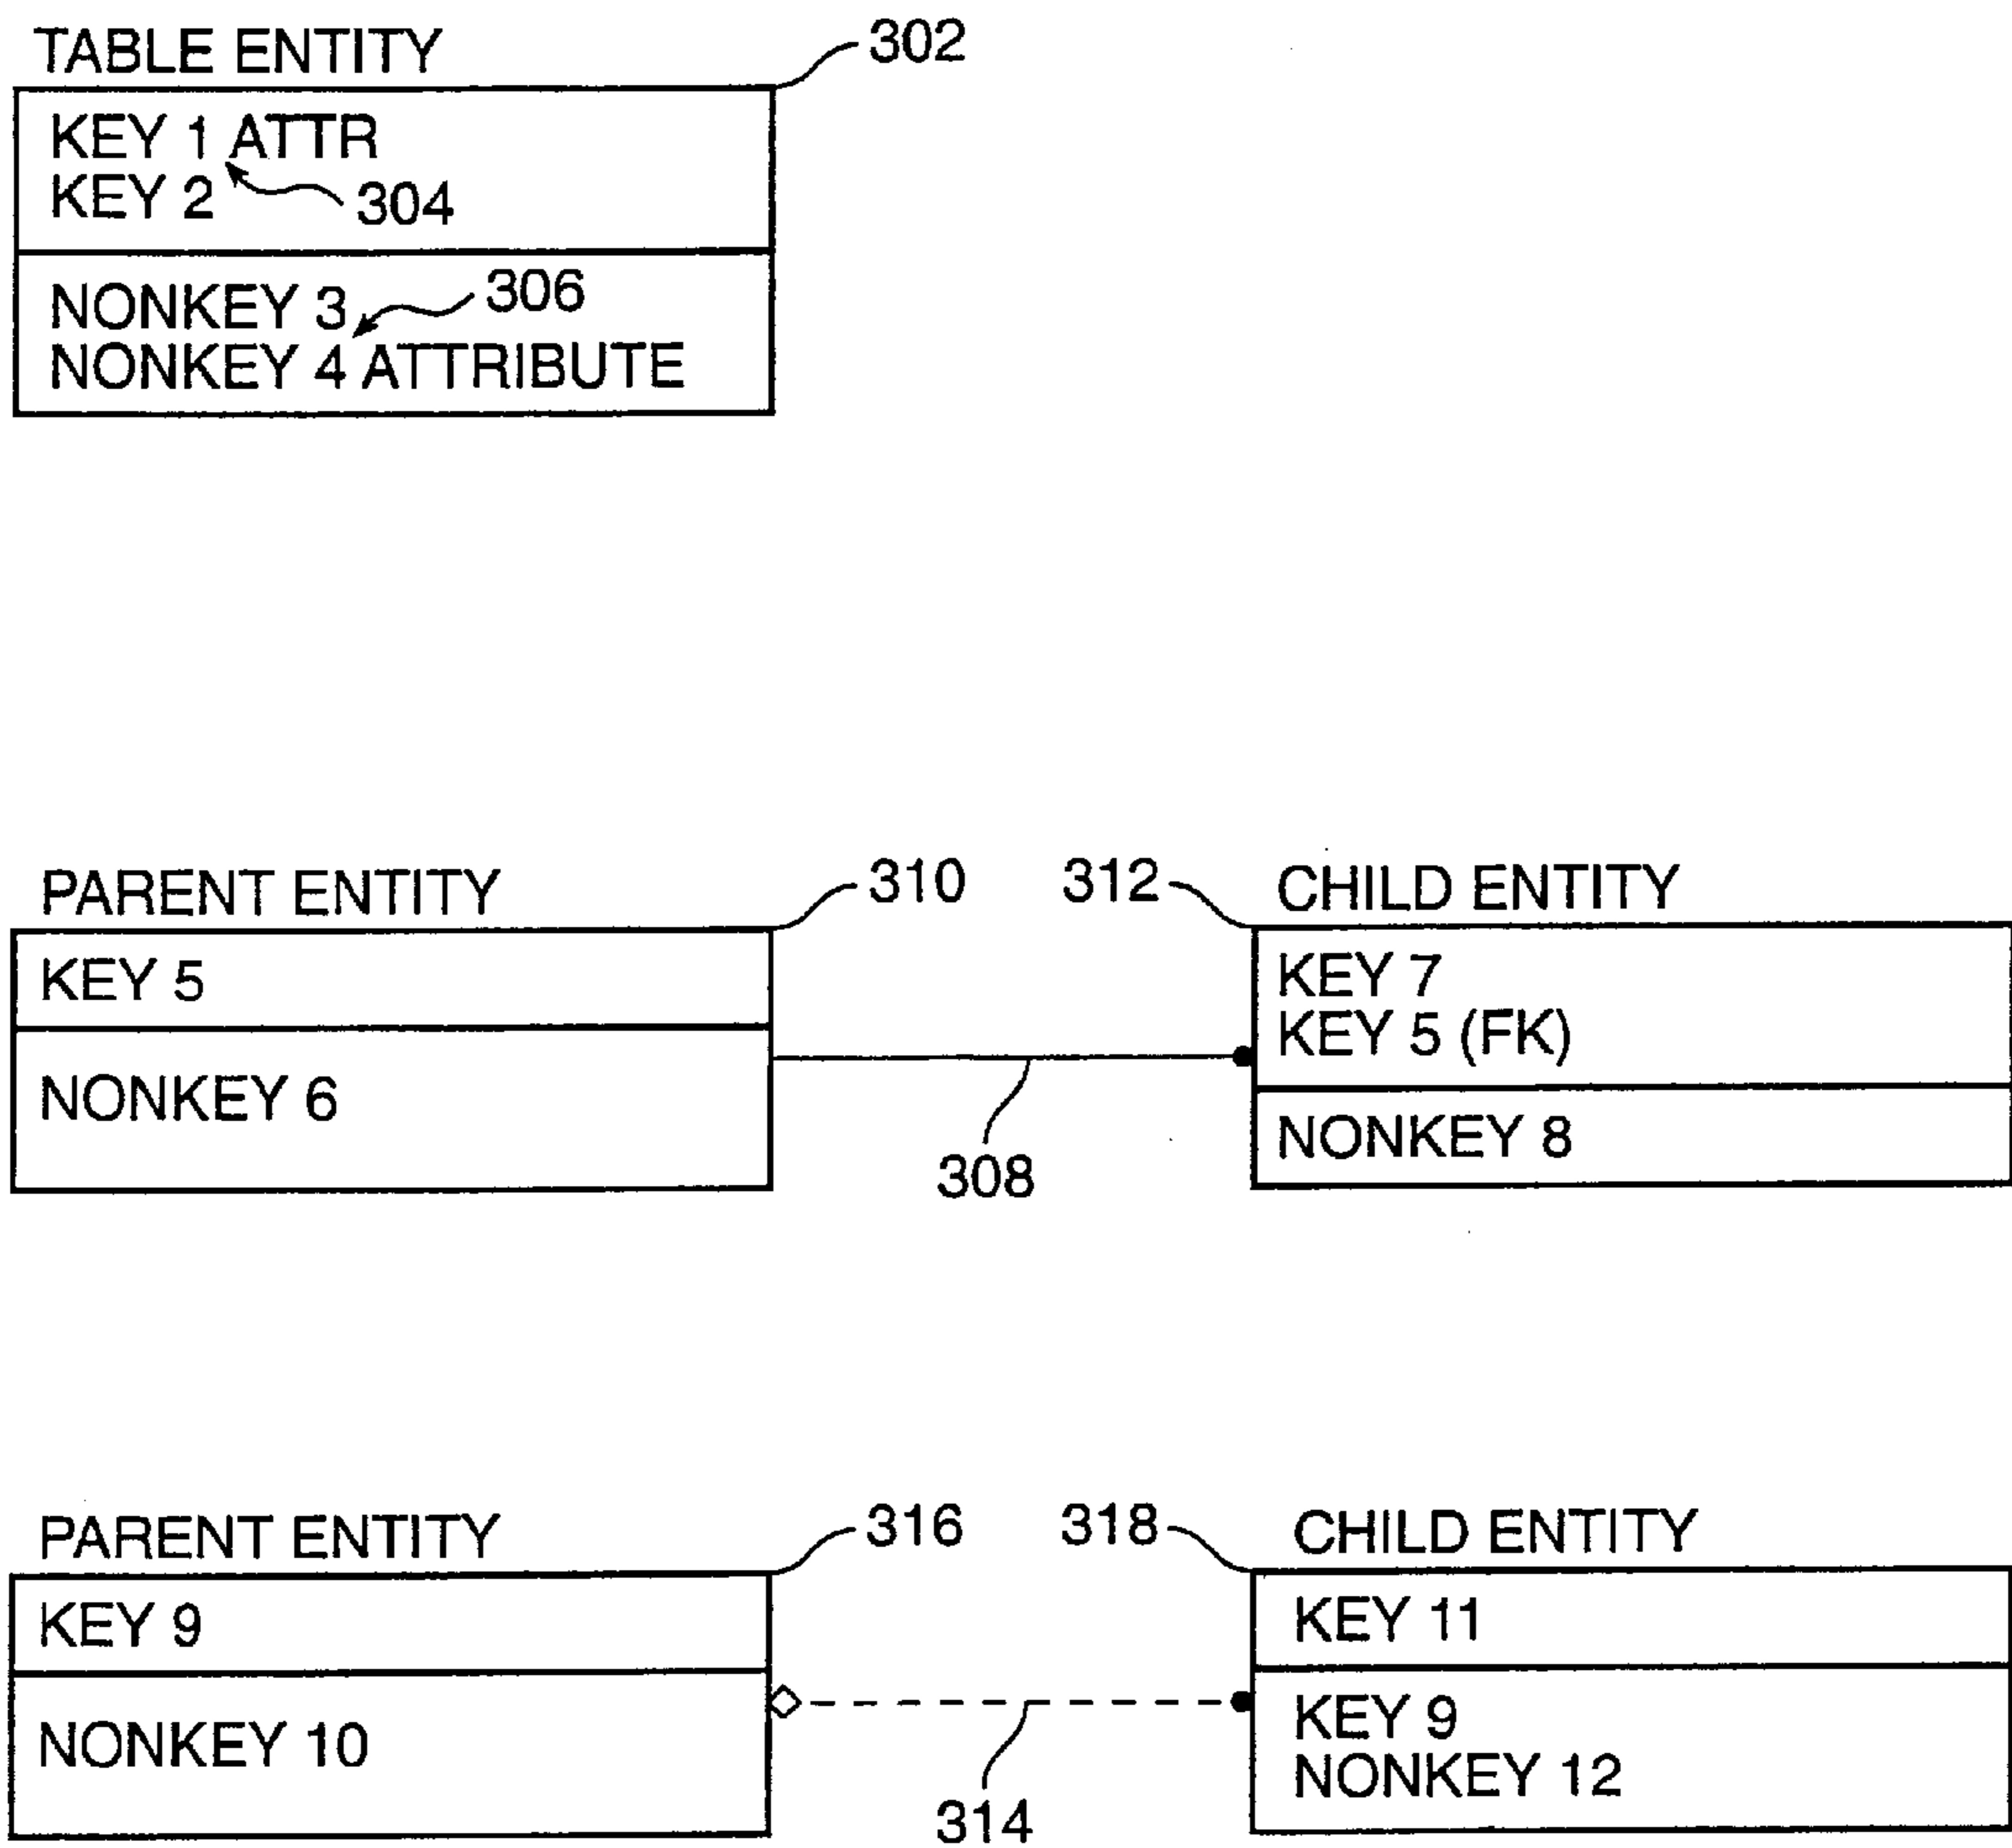 TABLE ENTITY
302
KEY 1 ATTR
KEY 2
304
NONKEY 3
306
NONKEY 4 ATTRIBUTE
PARENT ENTITY
310
312
CHILD ENTITY
KEY 5
NONKEY 6
KEY 7
KEY 5 (FK)
NONKEY 8
308
PARENT ENTITY
316
318
CHILD ENTITY
KEY 9
NONKEY 10
KEY 11
KEY 9
NONKEY 12
314